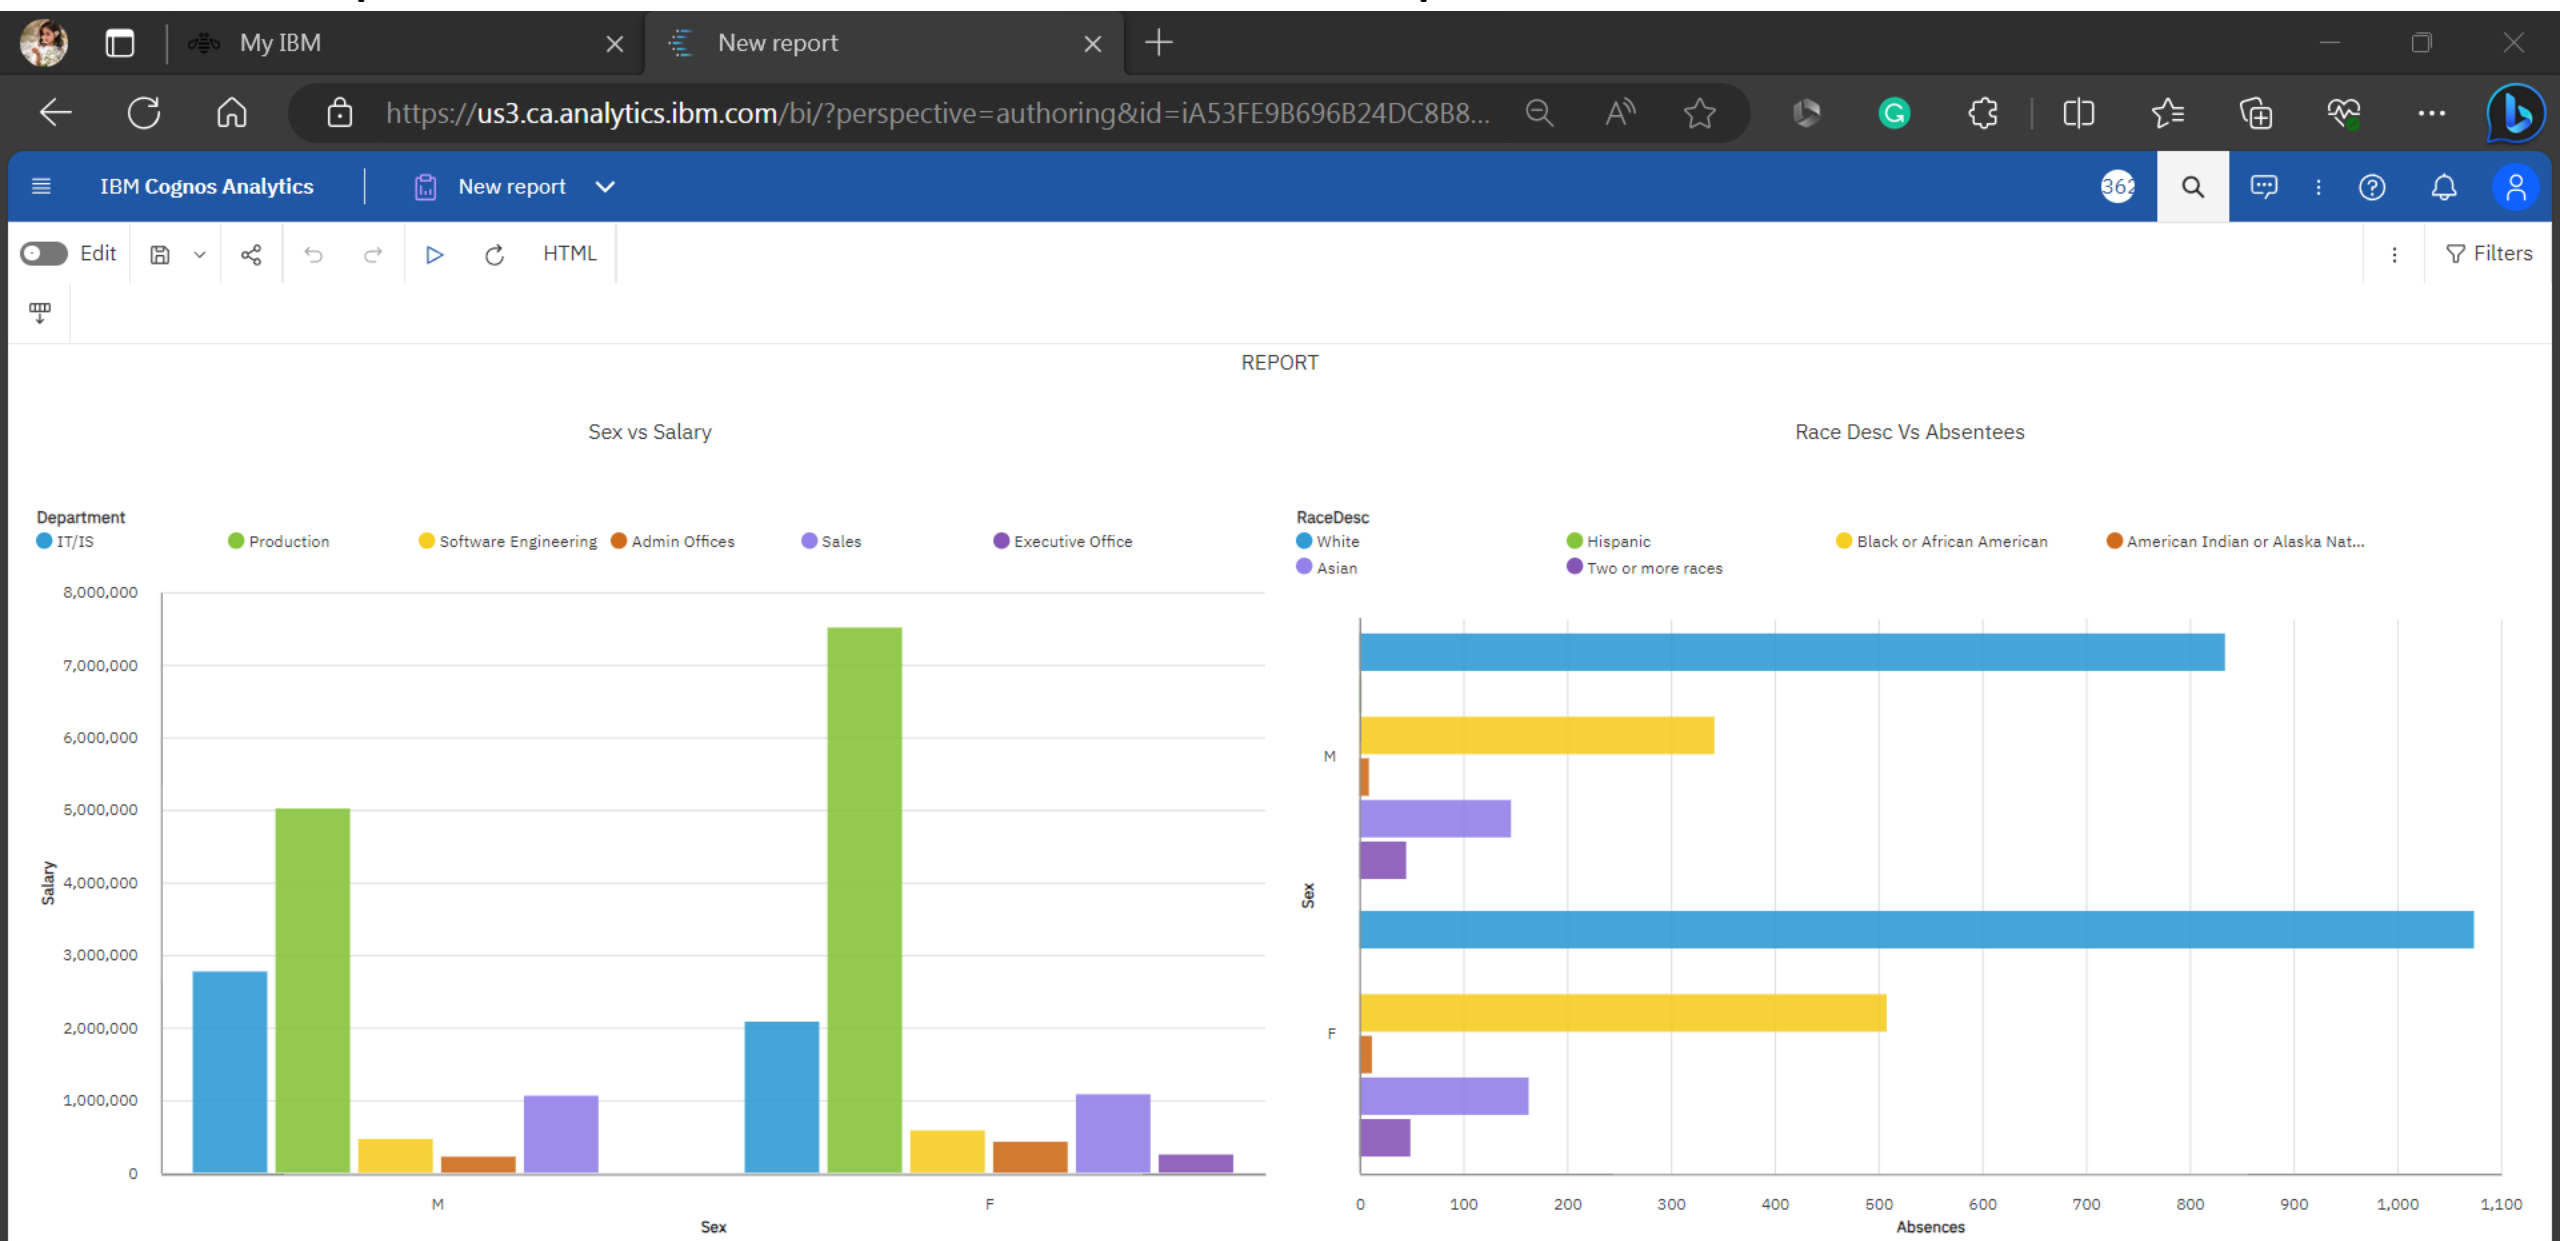 My IBM
New report
https://us3.ca.analytics.ibm.com/bi/?perspective=authoring&id=iA53FE9B696B24DC8B8...
IBM Cognos Analytics
New report
362
Edit
HTML
Filters
REPORT
Sex vs Salary
Department
IT/IS
Production
Software Engineering
Admin Offices
Sales
Executive Office
8,000,000
7,000,000
6,000,000
5,000,000
4,000,000
3,000,000
2,000,000
1,000,000
0
Salary
M
F
Sex
Race Desc Vs Absentees
RaceDesc
White
Hispanic
Black or African American
American Indian or Alaska Nat...
Asian
Two or more races
M
F
Sex
0
100
200
300
400
500
600
700
800
900
1,000
1,100
Absences